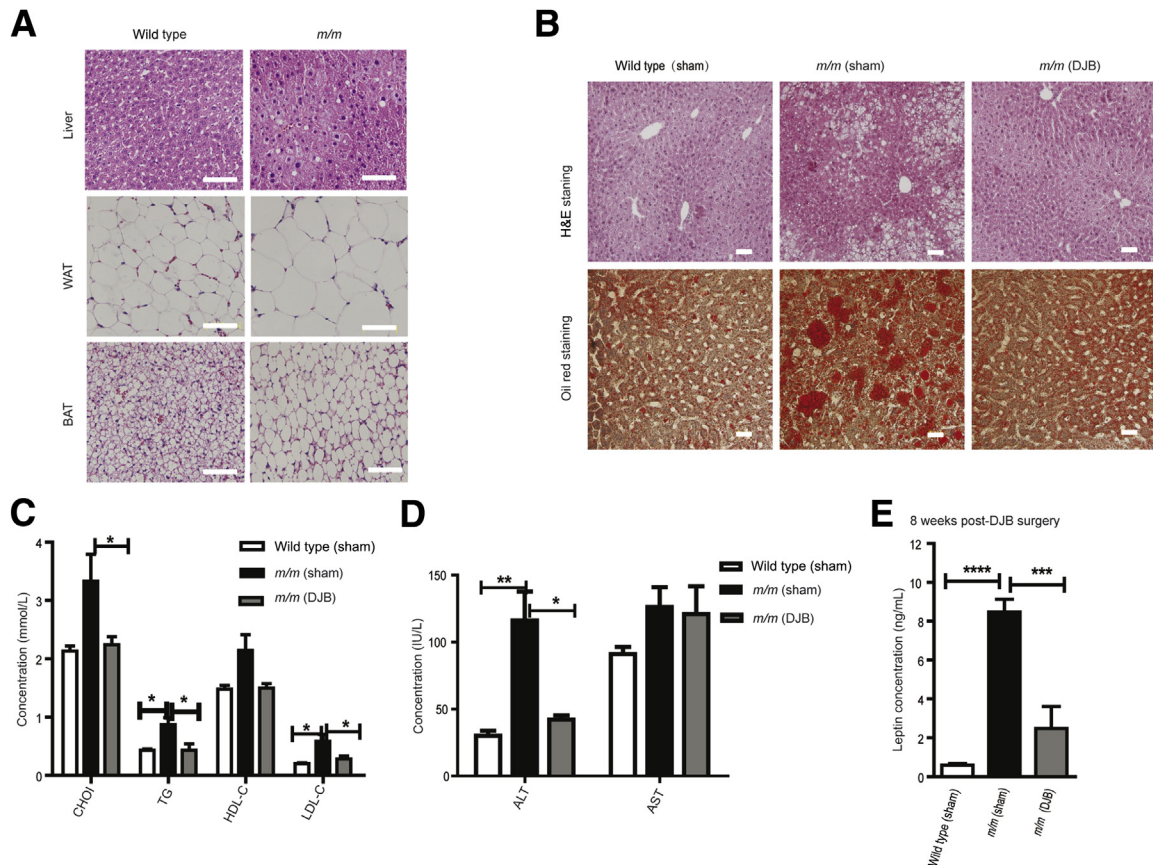 A
Wild type
m/m
Liver
WAT
BAT
B
Wild type (sham)
m/m (sham)
m/m (DJB)
H&E staning
Oil red staining
C
Concentration (mmol/L)
4
3
2
1
0
*
* *
* *
Wild type (sham)
m/m (sham)
m/m (DJB)
CHOI
TG
HDL-C
LDL-C
D
Concentration (IU/L)
150
100
50
0
**
*
Wild type (sham)
m/m (sham)
m/m (DJB)
ALT
AST
E
8 weeks post-DJB surgery
Leptin concentration (ng/mL)
12
10
8
6
4
2
0
****
***
Wild type (sham)
m/m (sham)
m/m (DJB)